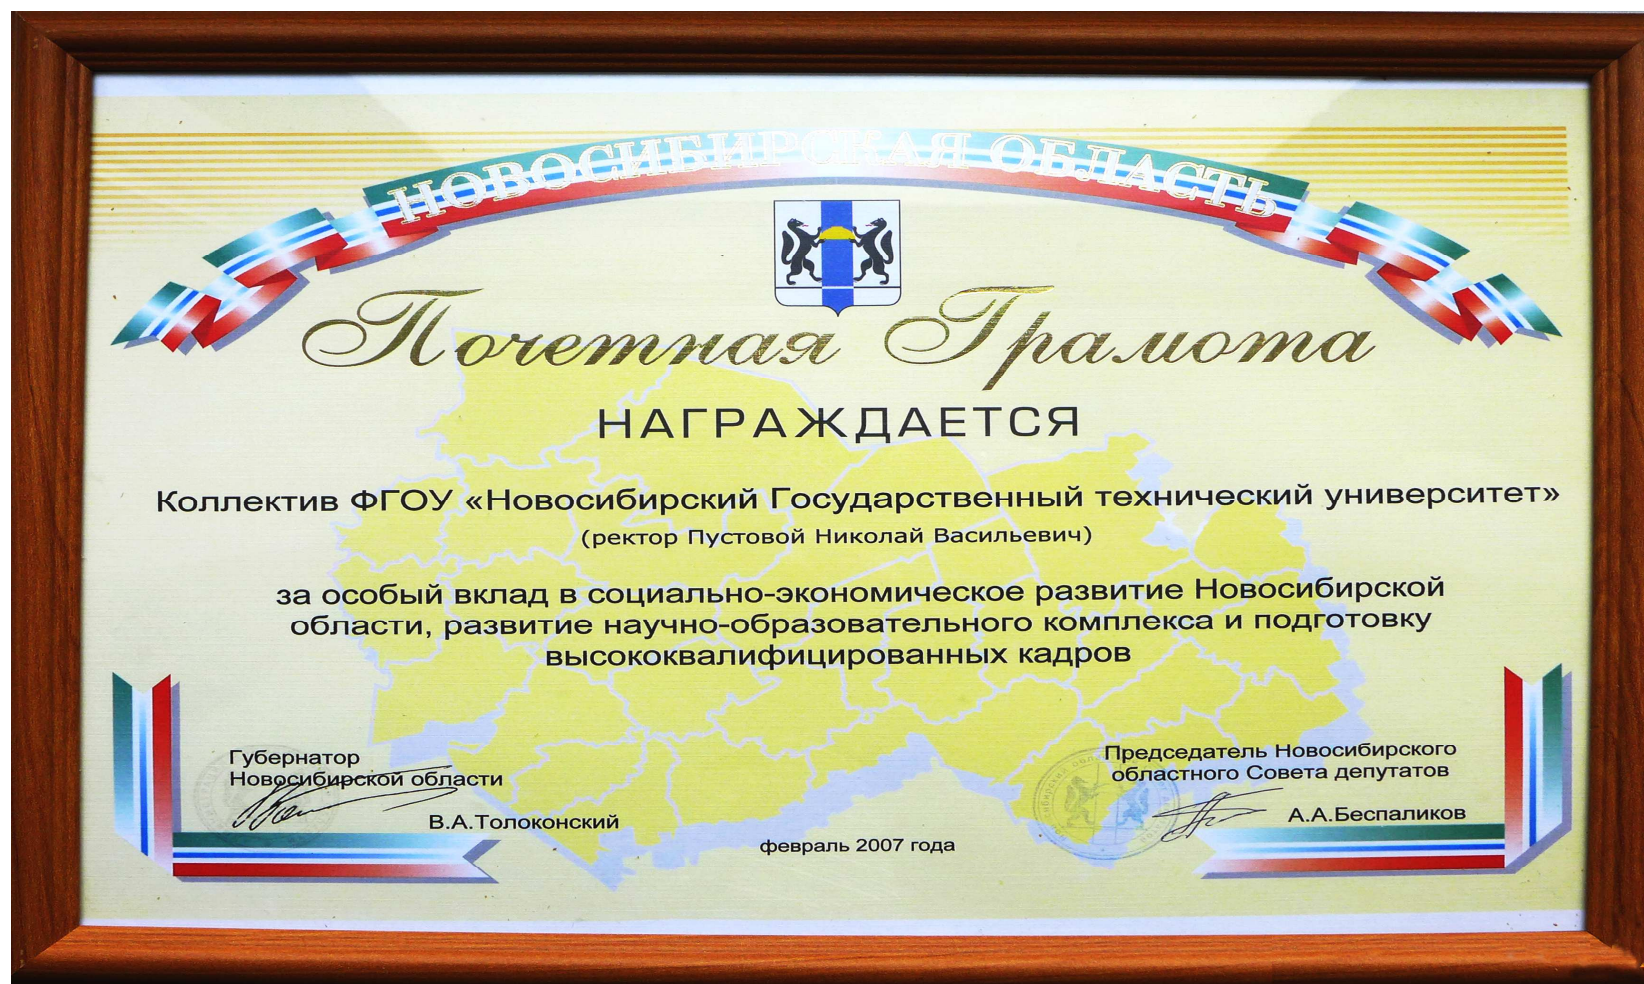 НОВОСИБИРСКАЯ ОБЛАСТЬ
Почетная Грамота
НАГРАЖДАЕТСЯ
Коллектив ФГОУ «Новосибирский Государственный технический университет»
(ректор Пустовой Николай Васильевич)
за особый вклад в социально-экономическое развитие Новосибирской
области, развитие научно-образовательного комплекса и подготовку
высококвалифицированных кадров
Губернатор
Новосибирской области
В.А.Толоконский
Председатель Новосибирского
областного Совета депутатов
А.А.Беспаликов
февраль 2007 года